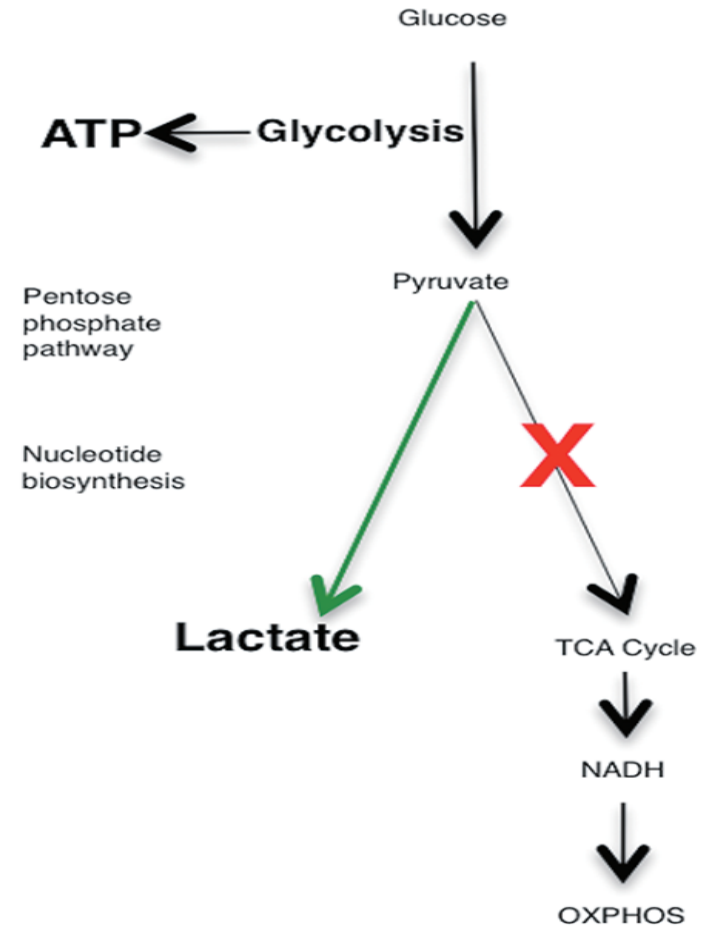 Glucose
ATP
Glycolysis
Pyruvate
Pentose
phosphate
pathway
X
Nucleotide
biosynthesis
Lactate
TCA Cycle
NADH
OXPHOS